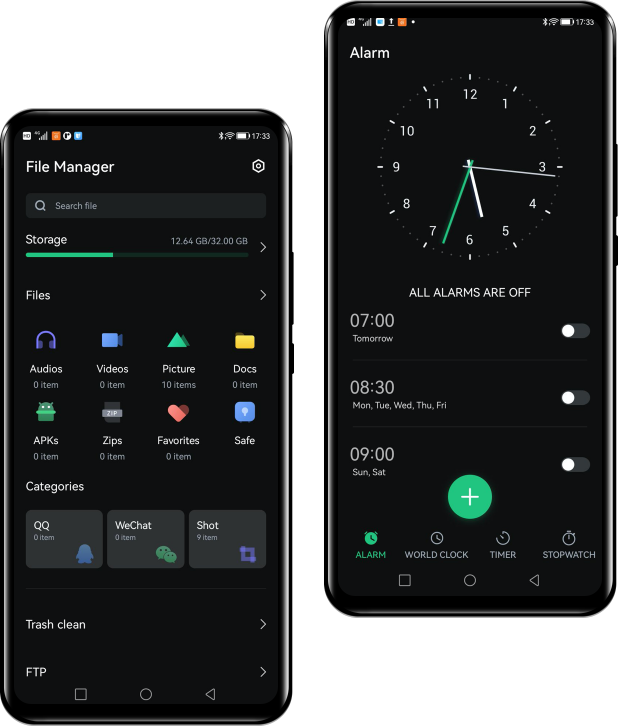 HD 4G 17:33
File Manager
Search file
Storage 12.64 GB/32.00 GB
Files
Audios Videos Picture Docs
0 item 0 item 10 items 0 item
ZIP
APKs Zips Favorites Safe
0 item 0 item 0 item
Categories
QQ WeChat Shot
0 item 0 item 9 item
Trash clean
FTP
HD 4G 17:33
Alarm
12
11 1
10 2
9 3
8 4
7 5
6
ALL ALARMS ARE OFF
07:00
Tomorrow
08:30
Mon, Tue, Wed, Thu, Fri
09:00
Sun, Sat
ALARM WORLD CLOCK TIMER STOPWATCH